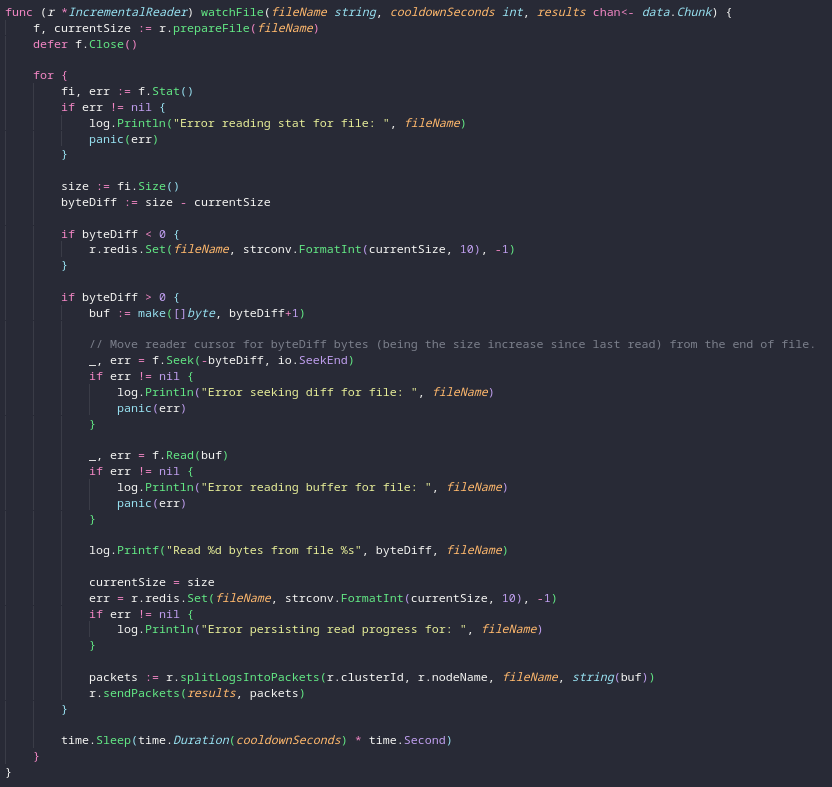 func (r *IncrementalReader) watchFile(fileName string, cooldownSeconds int, results chan<- data.Chunk) {
    f, currentSize := r.prepareFile(fileName)
    defer f.Close()

    for {
        fi, err := f.Stat()
        if err != nil {
            log.Println("Error reading stat for file: ", fileName)
            panic(err)
        }

        size := fi.Size()
        byteDiff := size - currentSize

        if byteDiff < 0 {
            r.redis.Set(fileName, strconv.FormatInt(currentSize, 10), -1)
        }

        if byteDiff > 0 {
            buf := make([]byte, byteDiff+1)

            // Move reader cursor for byteDiff bytes (being the size increase since last read) from the end of file.
            _, err = f.Seek(-byteDiff, io.SeekEnd)
            if err != nil {
                log.Println("Error seeking diff for file: ", fileName)
                panic(err)
            }

            _, err = f.Read(buf)
            if err != nil {
                log.Println("Error reading buffer for file: ", fileName)
                panic(err)
            }

            log.Printf("Read %d bytes from file %s", byteDiff, fileName)

            currentSize = size
            err = r.redis.Set(fileName, strconv.FormatInt(currentSize, 10), -1)
            if err != nil {
                log.Println("Error persisting read progress for: ", fileName)
            }

            packets := r.splitLogsIntoPackets(r.clusterId, r.nodeName, fileName, string(buf))
            r.sendPackets(results, packets)
        }

        time.Sleep(time.Duration(cooldownSeconds) * time.Second)
    }
}